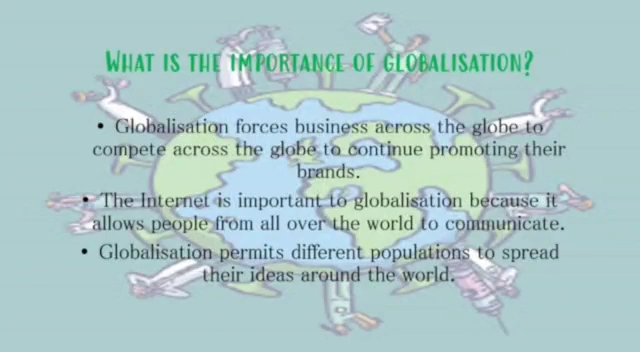 WHAT IS THE IMPORTANCE OF GLOBALISATION?
• Globalisation forces business across the globe to
compete across the globe to continue promoting their
brands.
• The Internet is important to globalisation because it
allows people from all over the world to communicate.
• Globalisation permits different populations to spread
their ideas around the world.